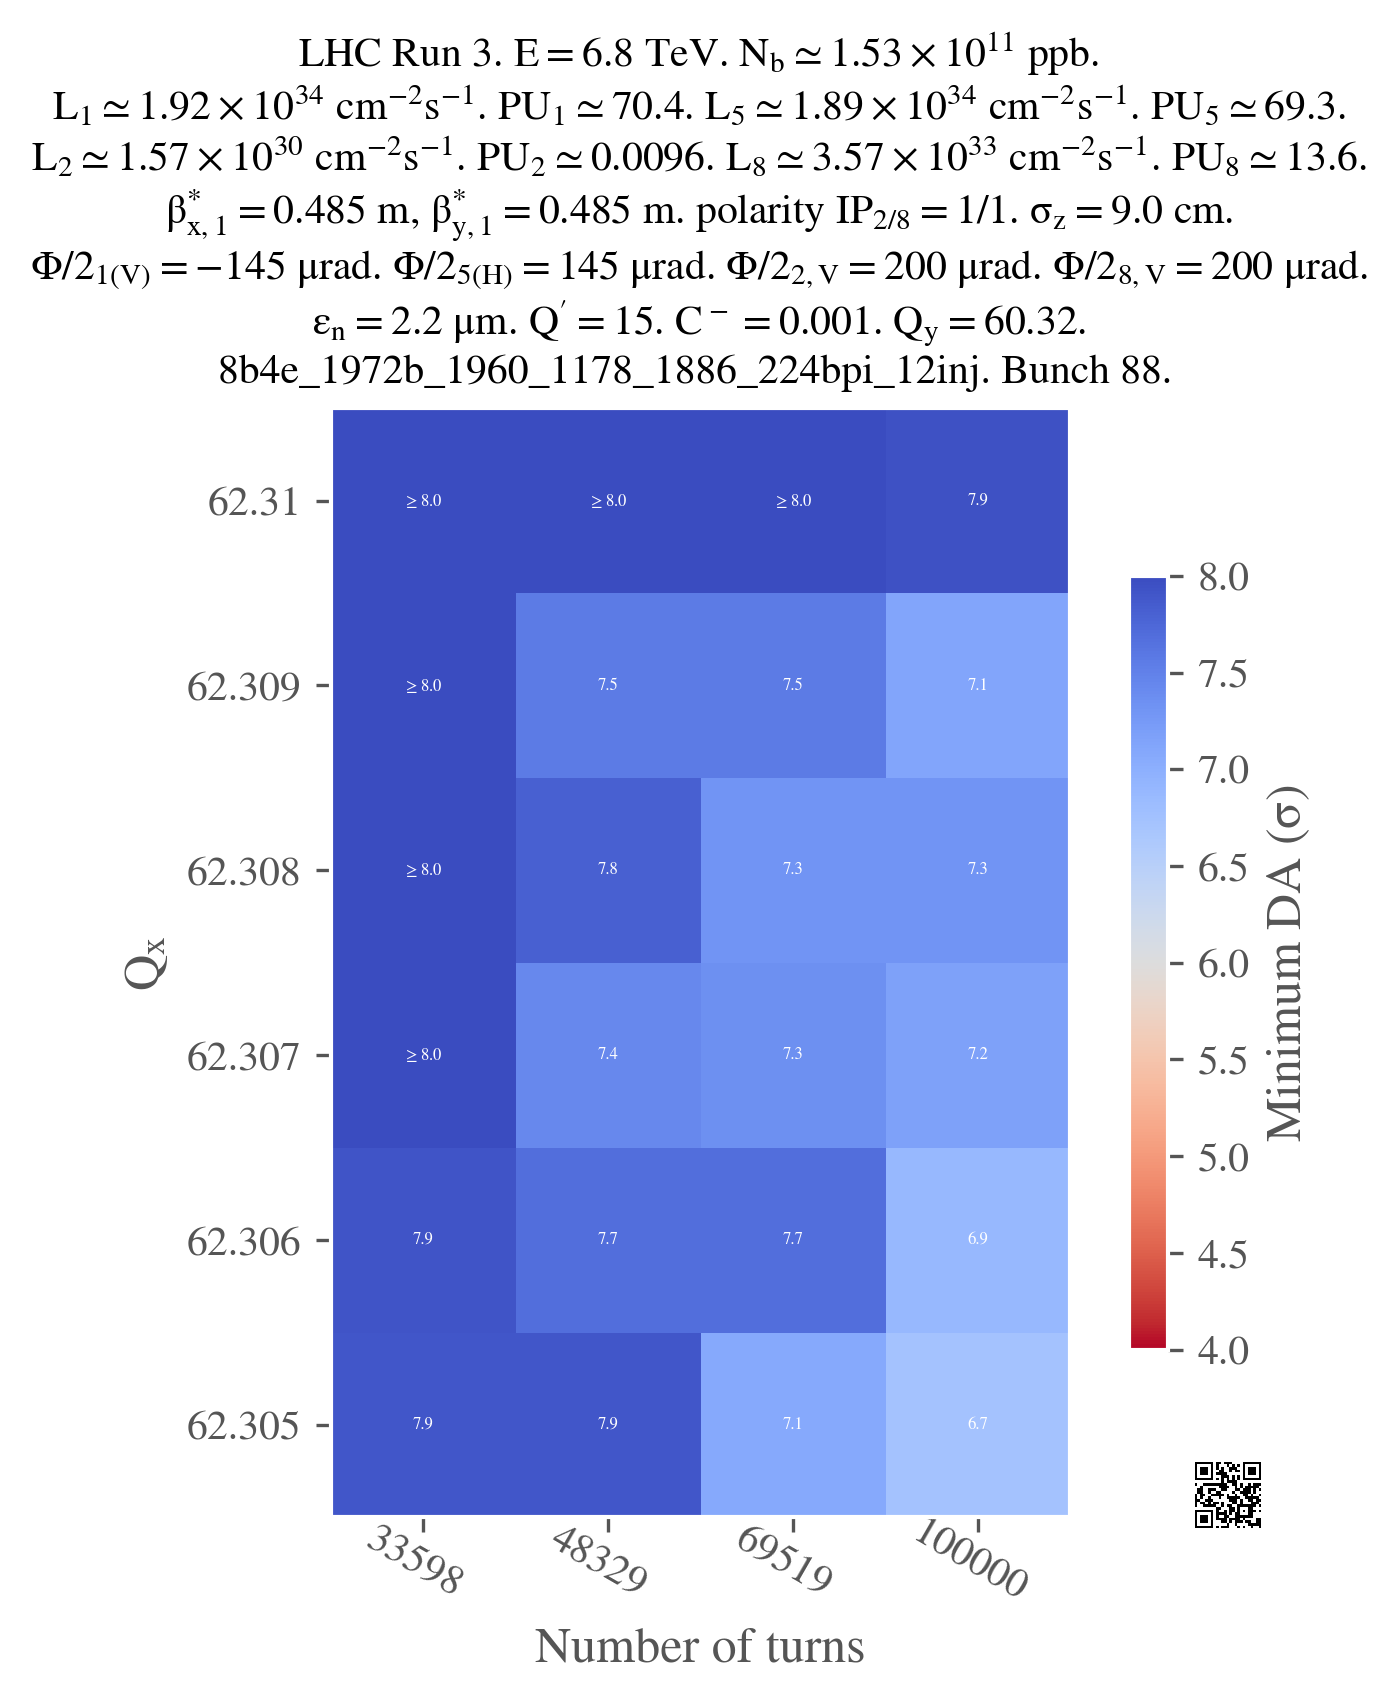 LHC Run 3. E = 6.8 TeV. N_b ≃ 1.53 × 10^11 ppb.
L_1 ≃ 1.92 × 10^34 cm^−2 s^−1. PU_1 ≃ 70.4. L_5 ≃ 1.89 × 10^34 cm^−2 s^−1. PU_5 ≃ 69.3.
L_2 ≃ 1.57 × 10^30 cm^−2 s^−1. PU_2 ≃ 0.0096. L_8 ≃ 3.57 × 10^33 cm^−2 s^−1. PU_8 ≃ 13.6.
β*_x,1 = 0.485 m, β*_y,1 = 0.485 m. polarity IP_2/8 = 1/1. σ_z = 9.0 cm.
Φ/2_1(V) = −145 μrad. Φ/2_5(H) = 145 μrad. Φ/2_2,V = 200 μrad. Φ/2_8,V = 200 μrad.
ε_n = 2.2 μm. Q′ = 15. C^− = 0.001. Q_y = 60.32.
8b4e_1972b_1960_1178_1886_224bpi_12inj. Bunch 88.
62.31 ≥ 8.0 ≥ 8.0 ≥ 8.0 7.9
62.309 ≥ 8.0 7.5 7.5 7.1
62.308 ≥ 8.0 7.8 7.3 7.3
62.307 ≥ 8.0 7.4 7.3 7.2
62.306 7.9 7.7 7.7 6.9
62.305 7.9 7.9 7.1 6.7
Q_x
33598 48329 69519 100000
Number of turns
8.0
7.5
7.0
6.5
6.0
5.5
5.0
4.5
4.0
Minimum DA (σ)